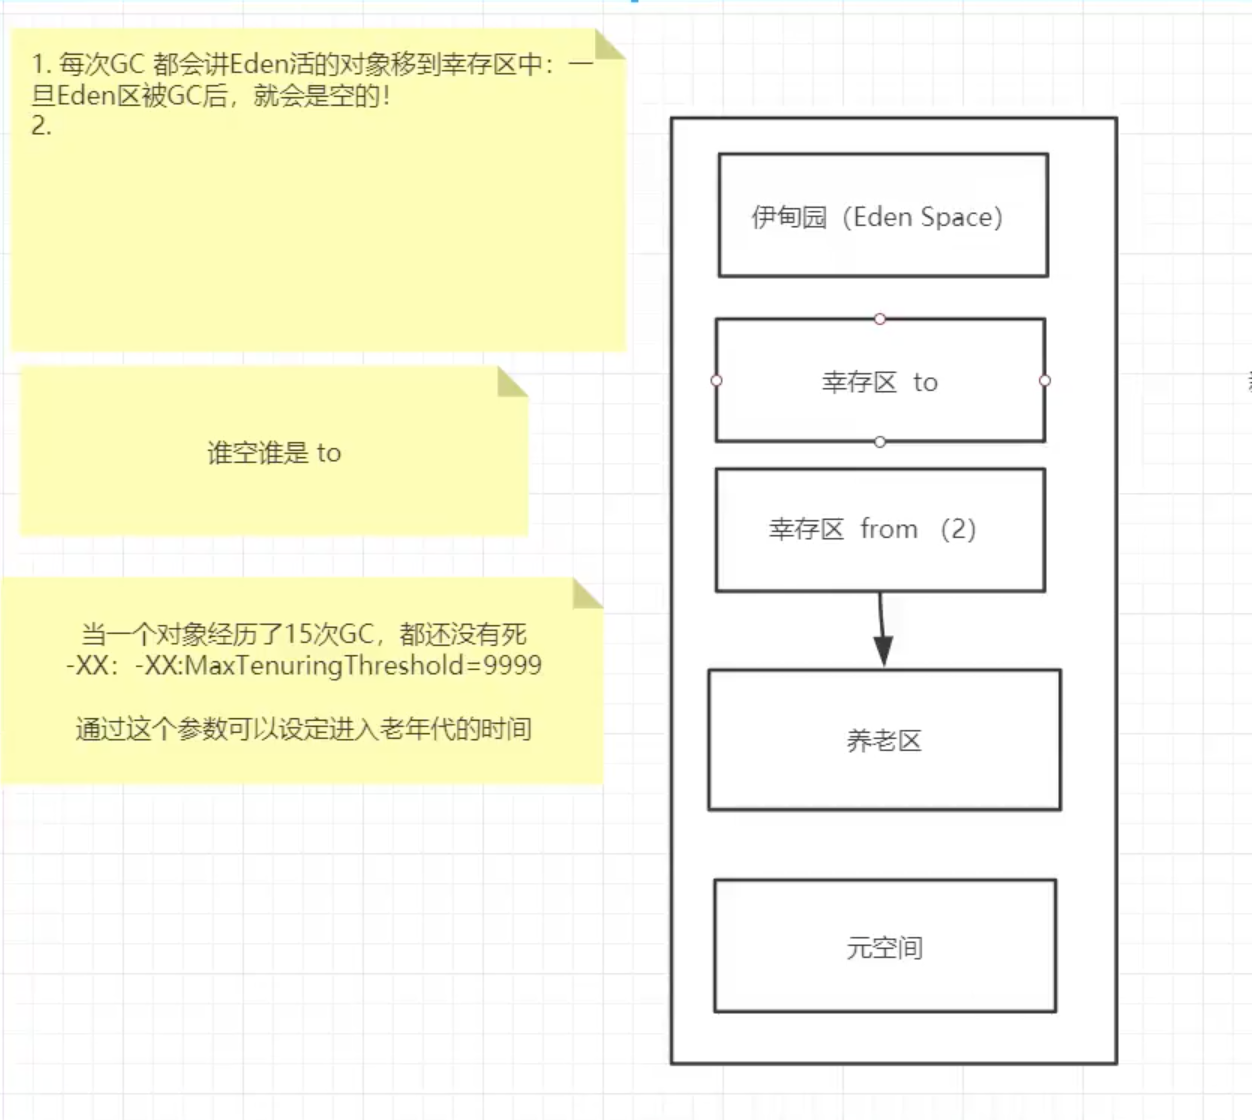 1. 每次GC 都会讲Eden活的对象移到幸存区中：一
旦Eden区被GC后，就会是空的！
2.
谁空谁是 to
当一个对象经历了15次GC，都还没有死
-XX：-XX:MaxTenuringThreshold=9999
通过这个参数可以设定进入老年代的时间
伊甸园（Eden Space）
幸存区 to
幸存区 from （2）
养老区
元空间